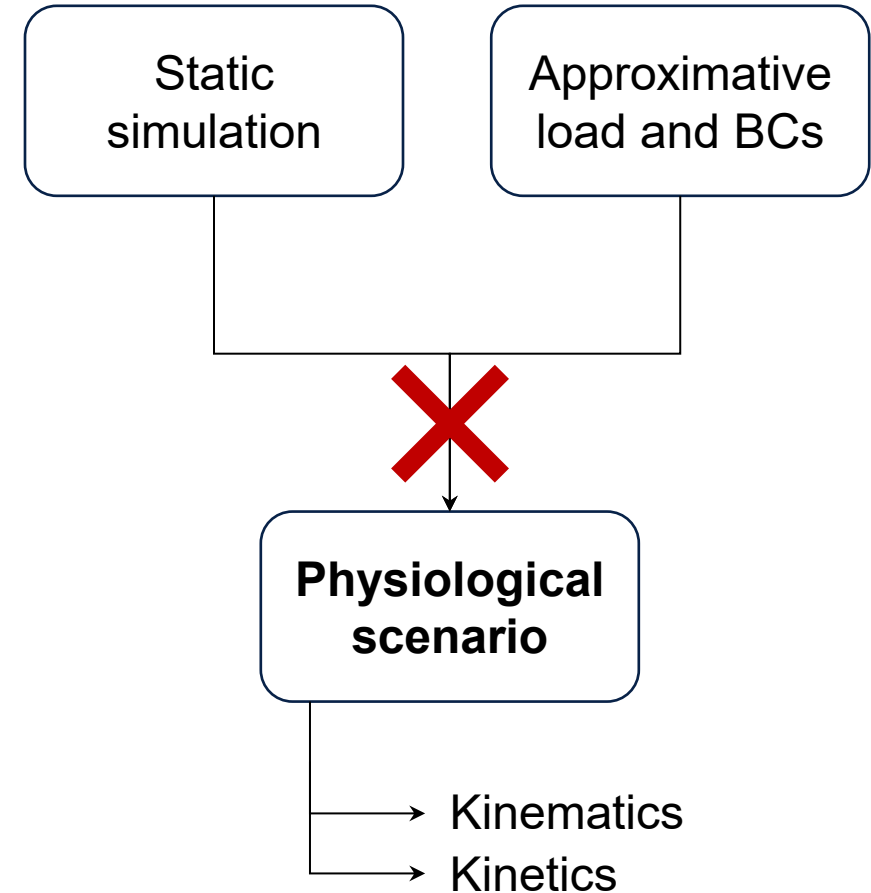 Static
simulation
Approximative
load and BCs
Physiological
scenario
Kinematics
Kinetics